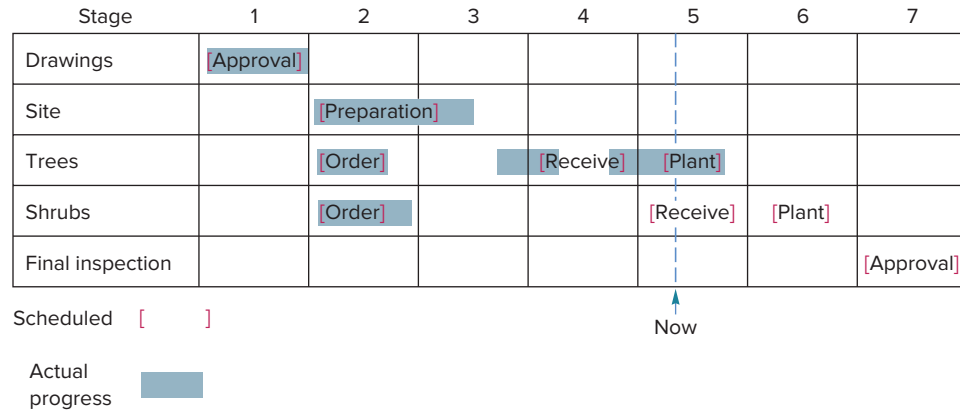 Stage 1 2 3 4 5 6 7
Drawings [Approval]
Site [Preparation]
Trees [Order] [Receive] [Plant]
Shrubs [Order] [Receive] [Plant]
Final inspection [Approval]
Scheduled [ ]
Now
Actual
progress